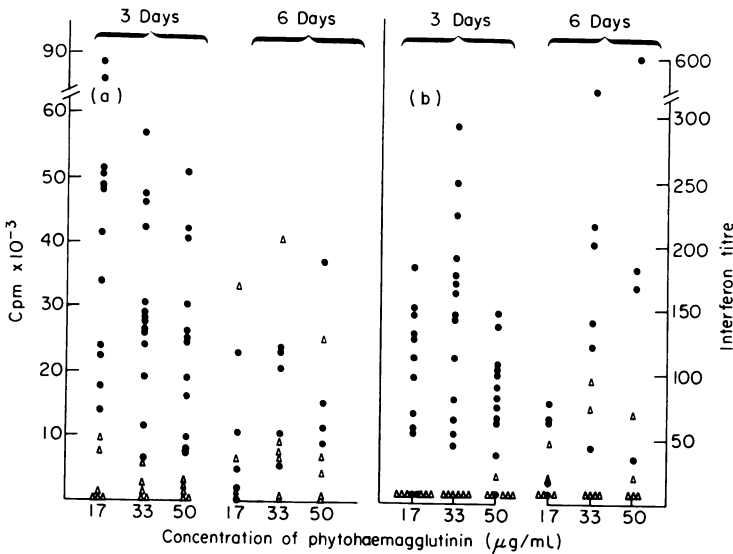 3 Days 6 Days 3 Days 6 Days
(a) (b)
Cpm x10-3
90
60
50
40
30
20
10
600
300
250
200
150
100
50
Interferon titre
17 33 50 17 33 50 17 33 50 17 33 50
Concentration of phytohaemagglutinin (µg/mL)